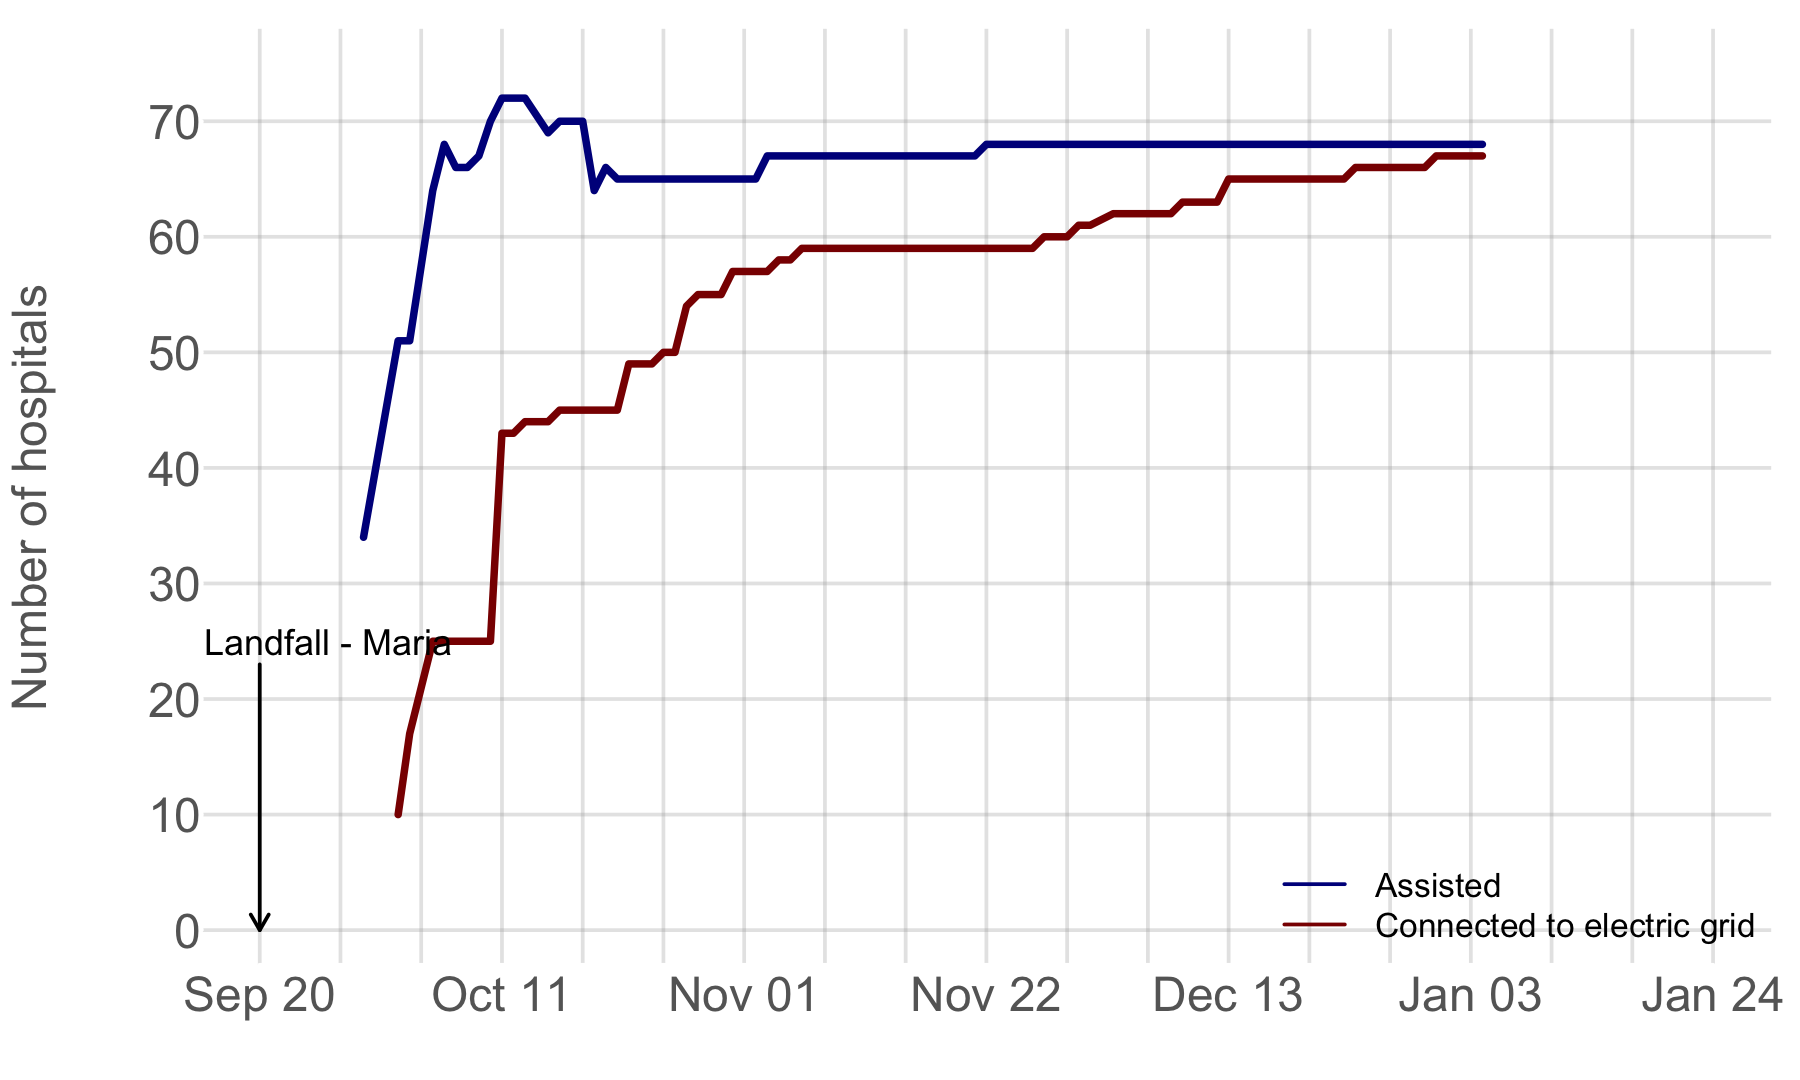 Number of hospitals
70
60
50
40
30
20
10
0
Landfall - Maria
Assisted
Connected to electric grid
Sep 20 Oct 11 Nov 01 Nov 22 Dec 13 Jan 03 Jan 24